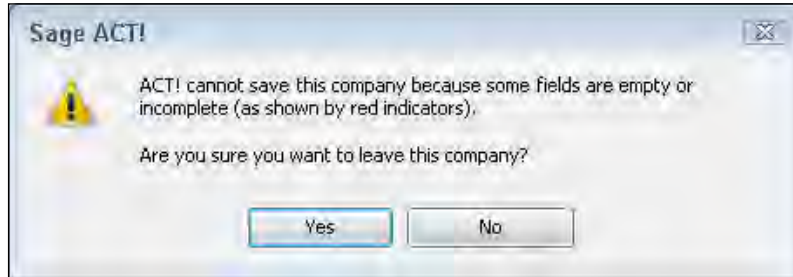 Sage ACT!
ACT! cannot save this company because some fields are empty or
incomplete (as shown by red indicators).
Are you sure you want to leave this company?
Yes
No